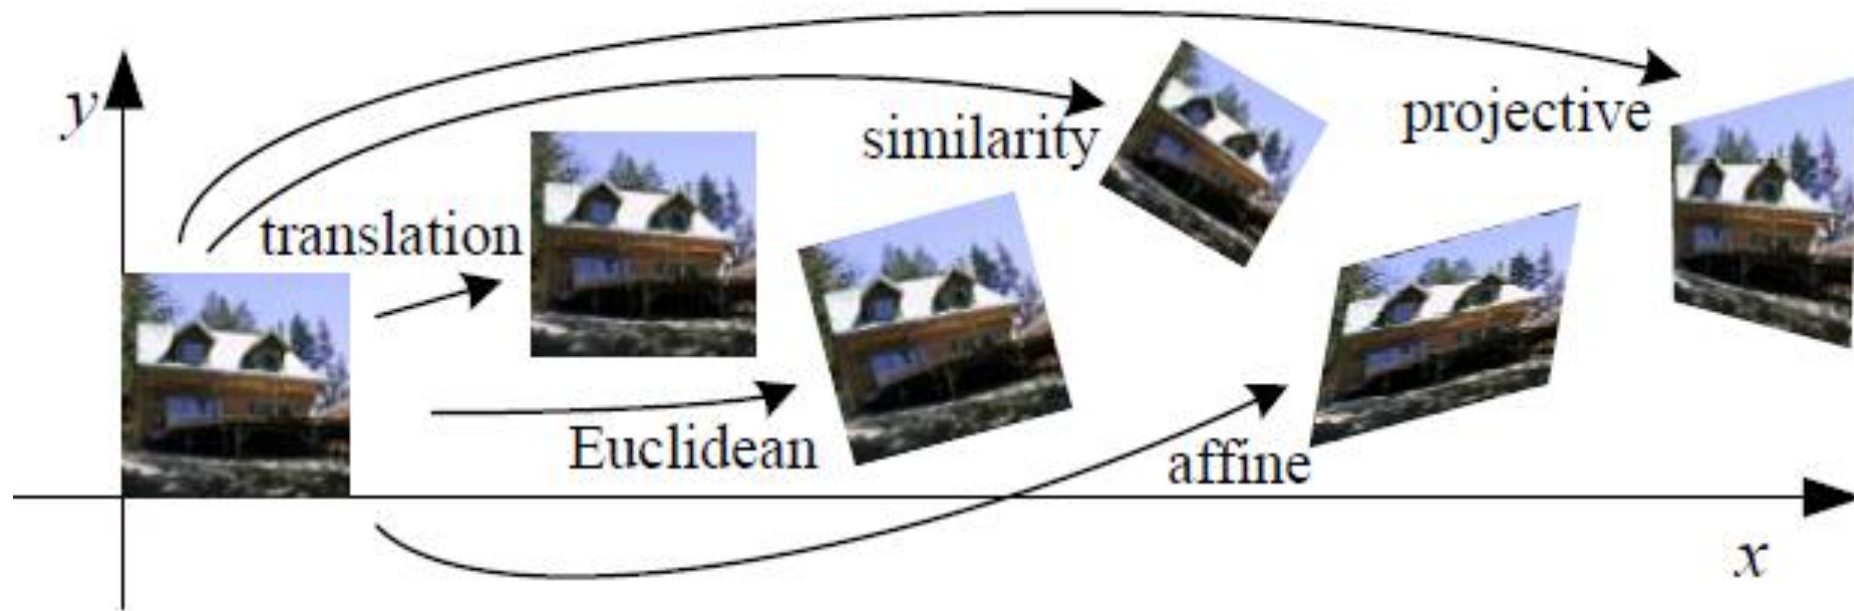 y
similarity
projective
translation
Euclidean
affine
x